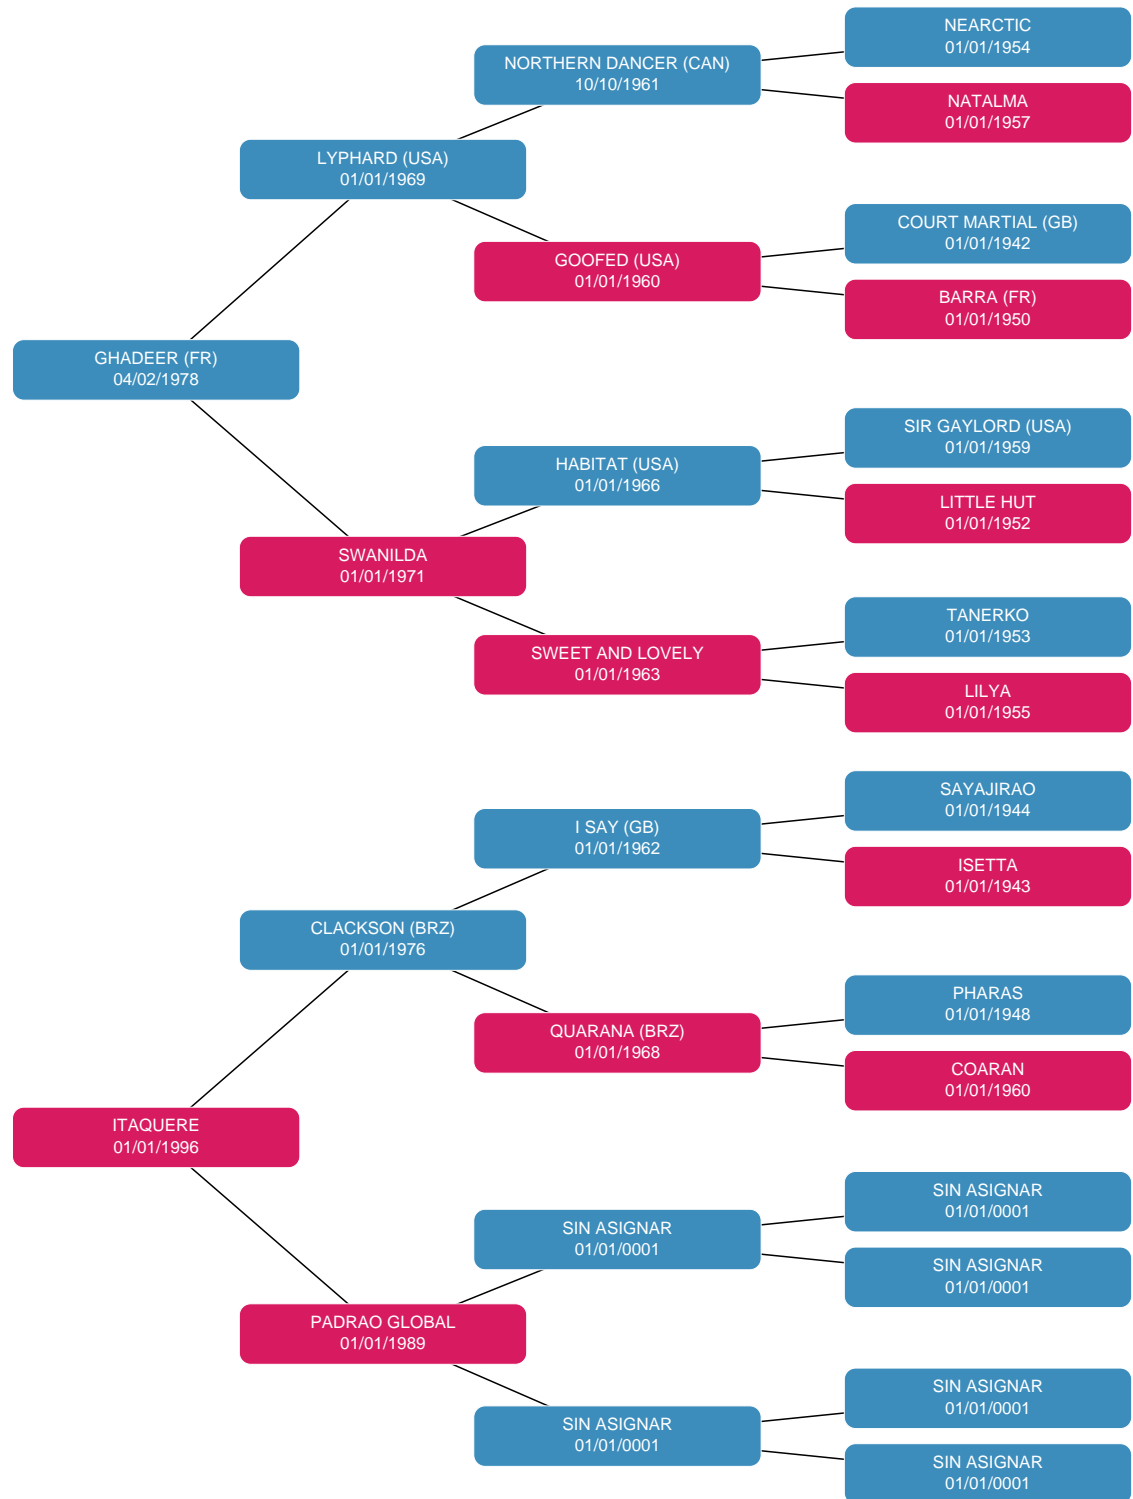 NEARCTIC
01/01/1954
NORTHERN DANCER (CAN)
10/10/1961
NATALMA
01/01/1957
LYPHARD (USA)
01/01/1969
COURT MARTIAL (GB)
01/01/1942
GOOFED (USA)
01/01/1960
BARRA (FR)
01/01/1950
GHADEER (FR)
04/02/1978
SIR GAYLORD (USA)
01/01/1959
HABITAT (USA)
01/01/1966
LITTLE HUT
01/01/1952
SWANILDA
01/01/1971
TANERKO
01/01/1953
SWEET AND LOVELY
01/01/1963
LILYA
01/01/1955
SAYAJIRAO
01/01/1944
I SAY (GB)
01/01/1962
ISETTA
01/01/1943
CLACKSON (BRZ)
01/01/1976
PHARAS
01/01/1948
QUARANA (BRZ)
01/01/1968
COARAN
01/01/1960
ITAQUERE
01/01/1996
SIN ASIGNAR
01/01/0001
SIN ASIGNAR
01/01/0001
SIN ASIGNAR
01/01/0001
PADRAO GLOBAL
01/01/1989
SIN ASIGNAR
01/01/0001
SIN ASIGNAR
01/01/0001
SIN ASIGNAR
01/01/0001